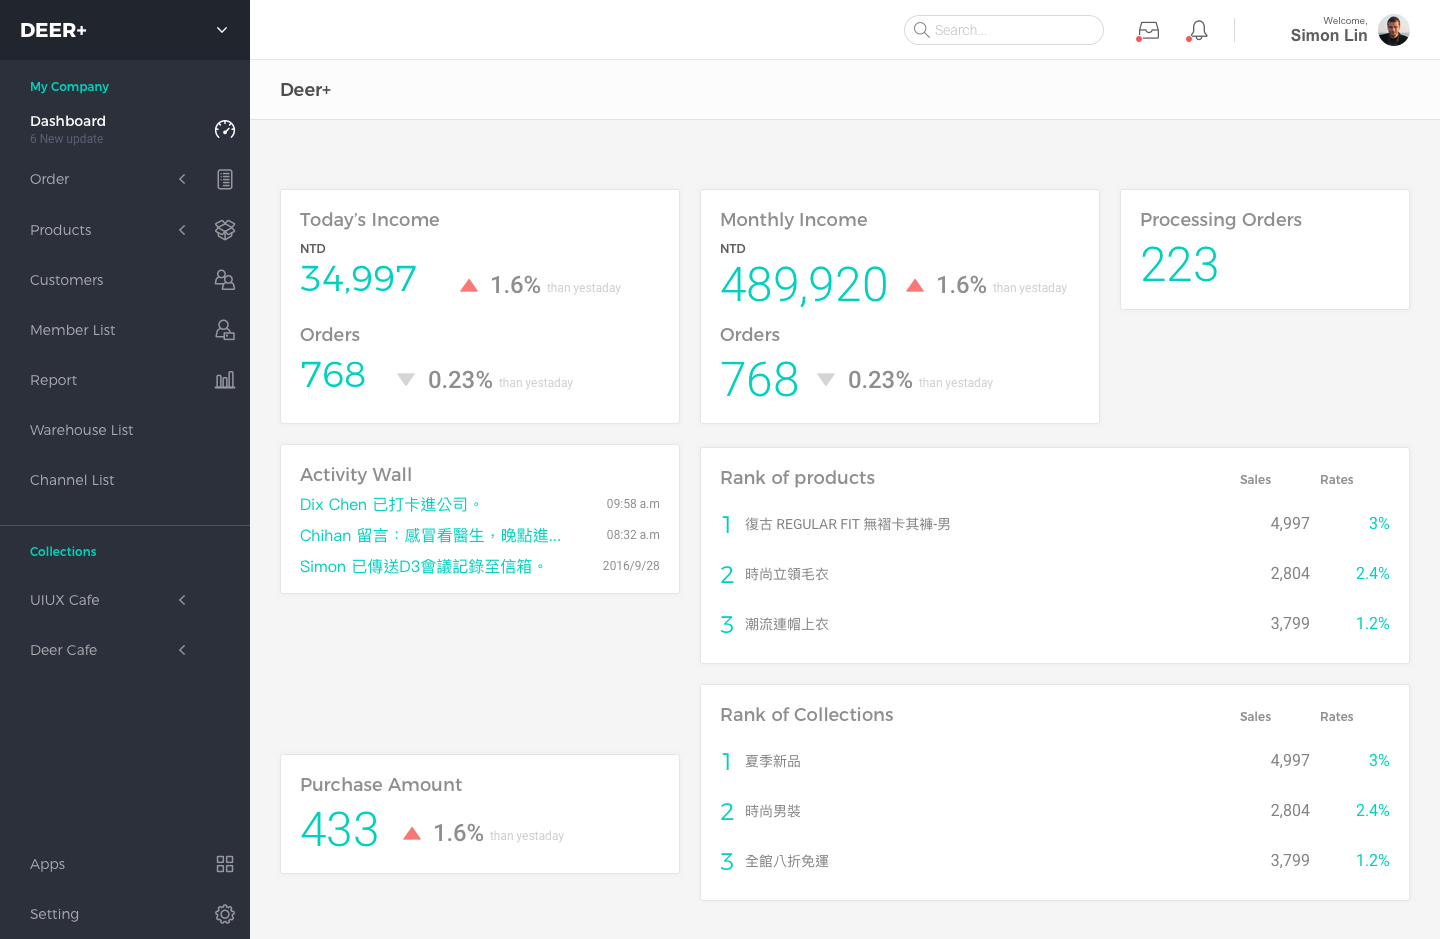 DEER+
Search...
Welcome,
Simon Lin
My Company
Dashboard
6 New update
Order
Products
Customers
Member List
Report
Warehouse List
Channel List
Collections
UIUX Cafe
Deer Cafe
Apps
Setting
Deer+
Today's Income
NTD
34,997 1.6% than yestaday
Orders
768 0.23% than yestaday
Monthly Income
NTD
489,920 1.6% than yestaday
Orders
768 0.23% than yestaday
Processing Orders
223
Activity Wall
Dix Chen 已打卡進公司。 09:58 a.m
Chihan 留言：感冒看醫生，晚點進... 08:32 a.m
Simon 已傳送D3會議記錄至信箱。 2016/9/28
Rank of products Sales Rates
1 復古 REGULAR FIT 無褶卡其褲-男 4,997 3%
2 時尚立領毛衣 2,804 2.4%
3 潮流連帽上衣 3,799 1.2%
Purchase Amount
433 1.6% than yestaday
Rank of Collections Sales Rates
1 夏季新品 4,997 3%
2 時尚男裝 2,804 2.4%
3 全館八折免運 3,799 1.2%